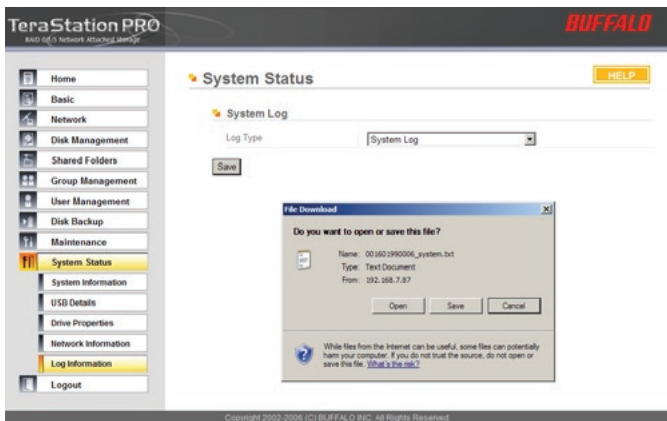 TeraStation PRO
RAID 0/1/5 Network Attached Storage
BUFFALO
Home
Basic
Network
Disk Management
Shared Folders
Group Management
User Management
Disk Backup
Maintenance
System Status
System Information
USB Details
Drive Properties
Network Information
Log Information
Logout
System Status
HELP
System Log
Log Type
System Log
Save
File Download
Do you want to open or save this file?
Name: 001601990006_system.txt
Type: Text Document
From: 192.168.7.87
Open
Save
Cancel
While files from the Internet can be useful, some files can potentially
harm your computer. If you do not trust the source, do not open or
save this file. What's the risk?
Copyright 2002-2006 (C) BUFFALO INC. All Rights Reserved.